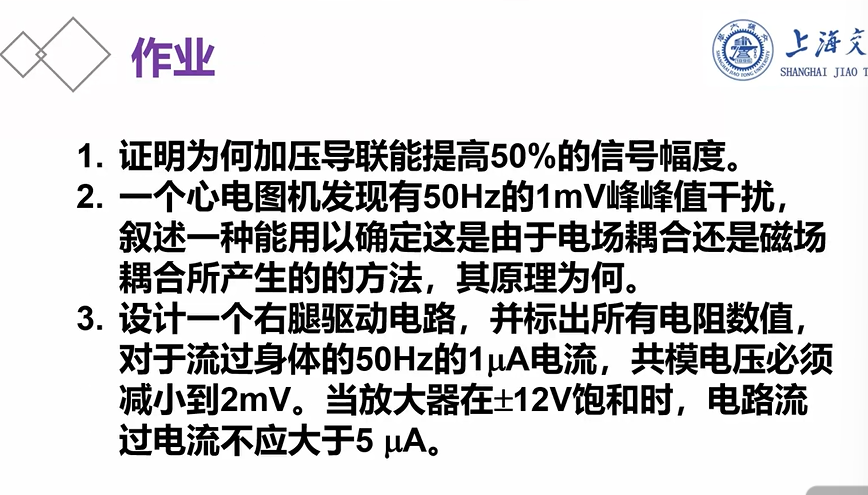 作业
上海交
SHANGHAI JIAO T
1. 证明为何加压导联能提高50%的信号幅度。
2. 一个心电图机发现有50Hz的1mV峰峰值干扰，
叙述一种能用以确定这是由于电场耦合还是磁场
耦合所产生的的方法，其原理为何。
3. 设计一个右腿驱动电路，并标出所有电阻数值，
对于流过身体的50Hz的1μA电流，共模电压必须
减小到2mV。当放大器在±12V饱和时，电路流
过电流不应大于5 μA。